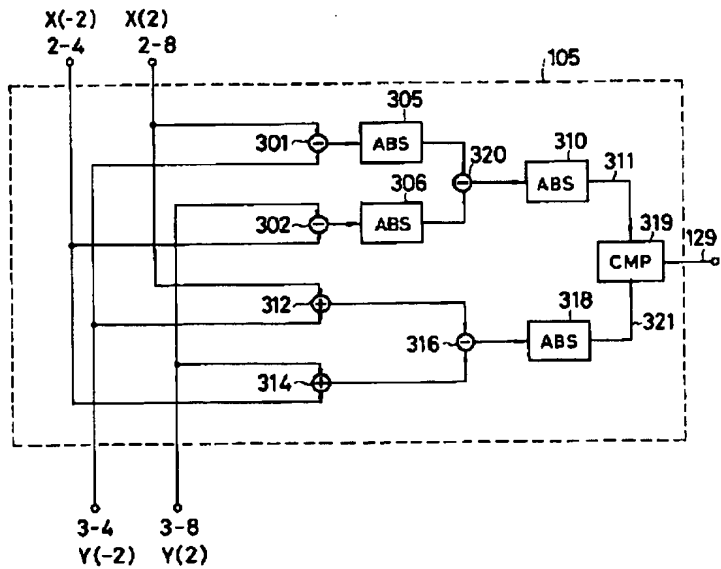 X(-2) X(2)
2-4 2-8
105
305
301 ABS
320
310
311
ABS
306
302 ABS
319
129
CMP
312
318
321
316 ABS
314
3-4 3-8
Y(-2) Y(2)